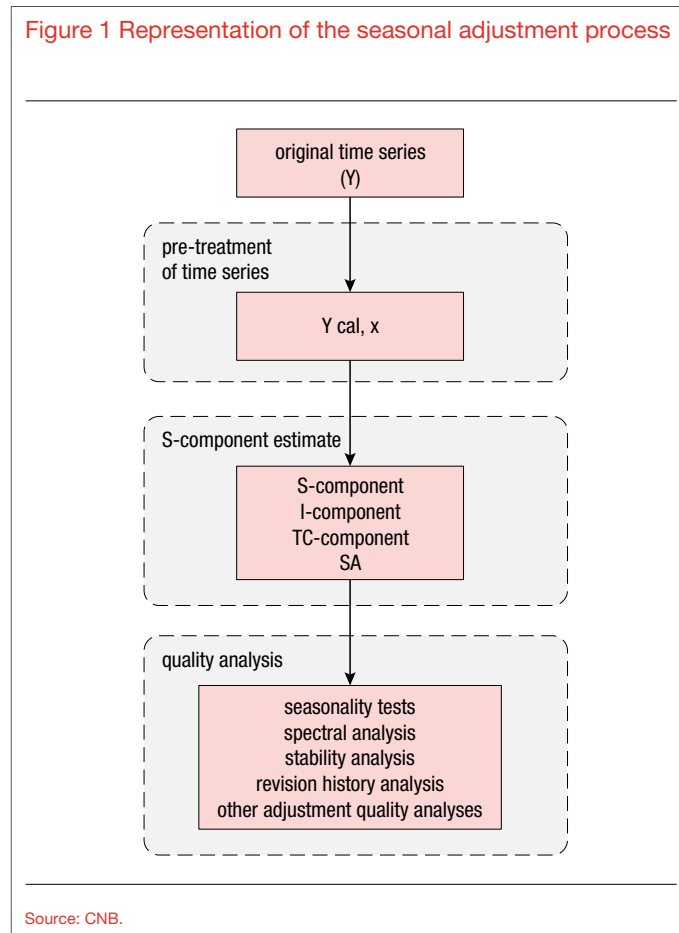 Figure 1 Representation of the seasonal adjustment process
original time series
(Y)
pre-treatment
of time series
Y cal, x
S-component estimate
S-component
I-component
TC-component
SA
quality analysis
seasonality tests
spectral analysis
stability analysis
revision history analysis
other adjustment quality analyses
Source: CNB.